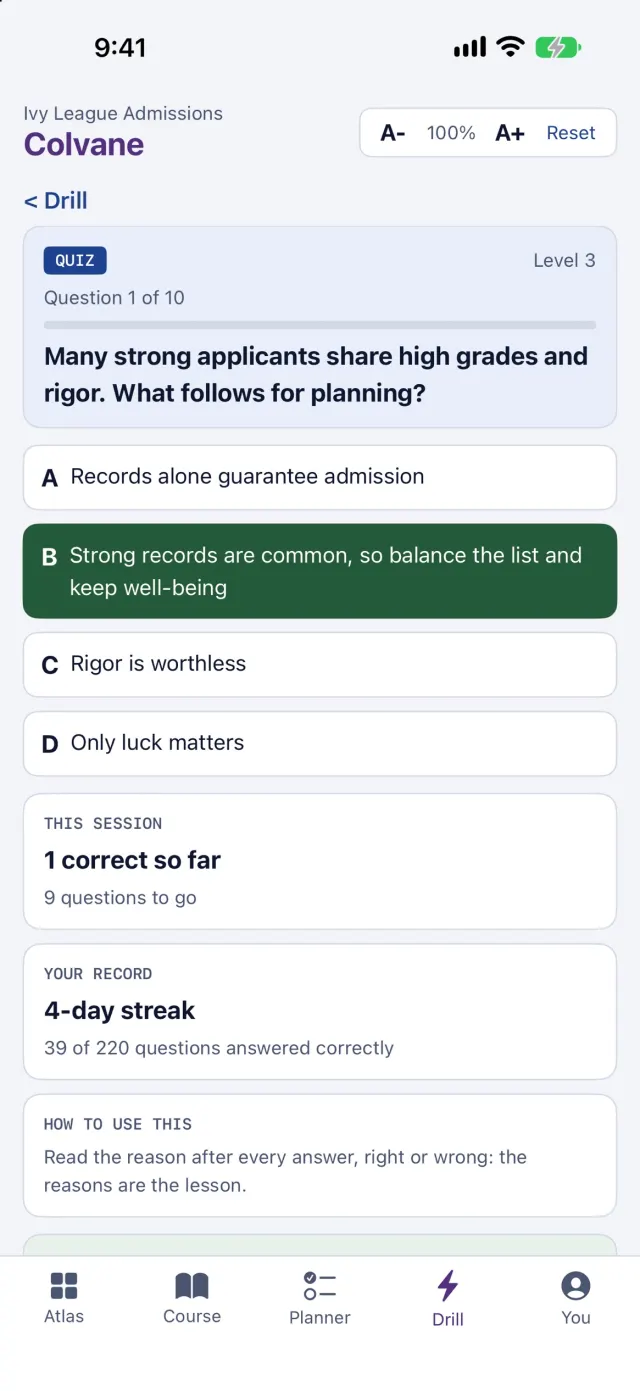 9:41
Ivy League Admissions
Colvane
A- 100% A+ Reset
< Drill
QUIZ
Level 3
Question 1 of 10
Many strong applicants share high grades and
rigor. What follows for planning?
A Records alone guarantee admission
B Strong records are common, so balance the list and
keep well-being
C Rigor is worthless
D Only luck matters
THIS SESSION
1 correct so far
9 questions to go
YOUR RECORD
4-day streak
39 of 220 questions answered correctly
HOW TO USE THIS
Read the reason after every answer, right or wrong: the
reasons are the lesson.
Atlas
Course
Planner
Drill
You